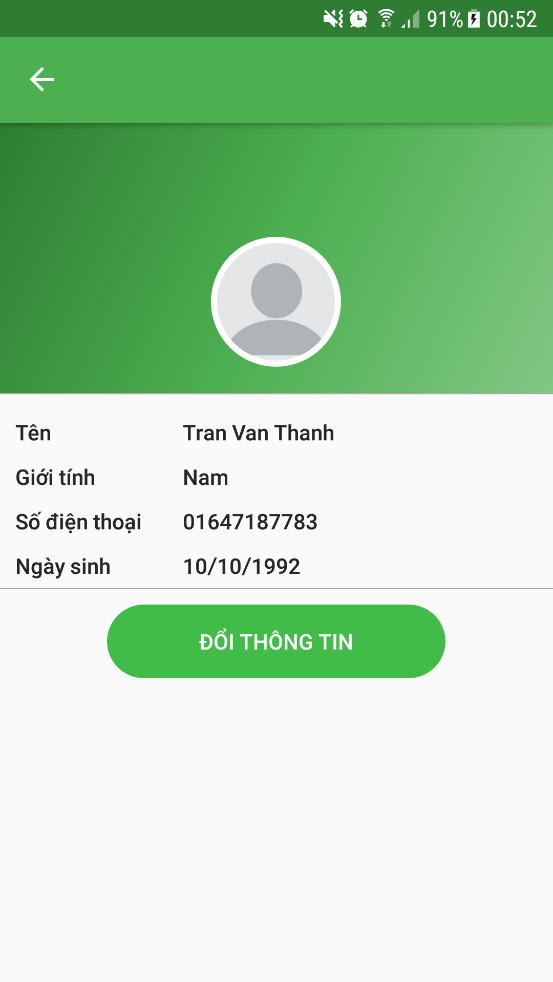 91% 00:52
Tên Tran Van Thanh
Giới tính Nam
Số điện thoại 01647187783
Ngày sinh 10/10/1992
ĐỔI THÔNG TIN